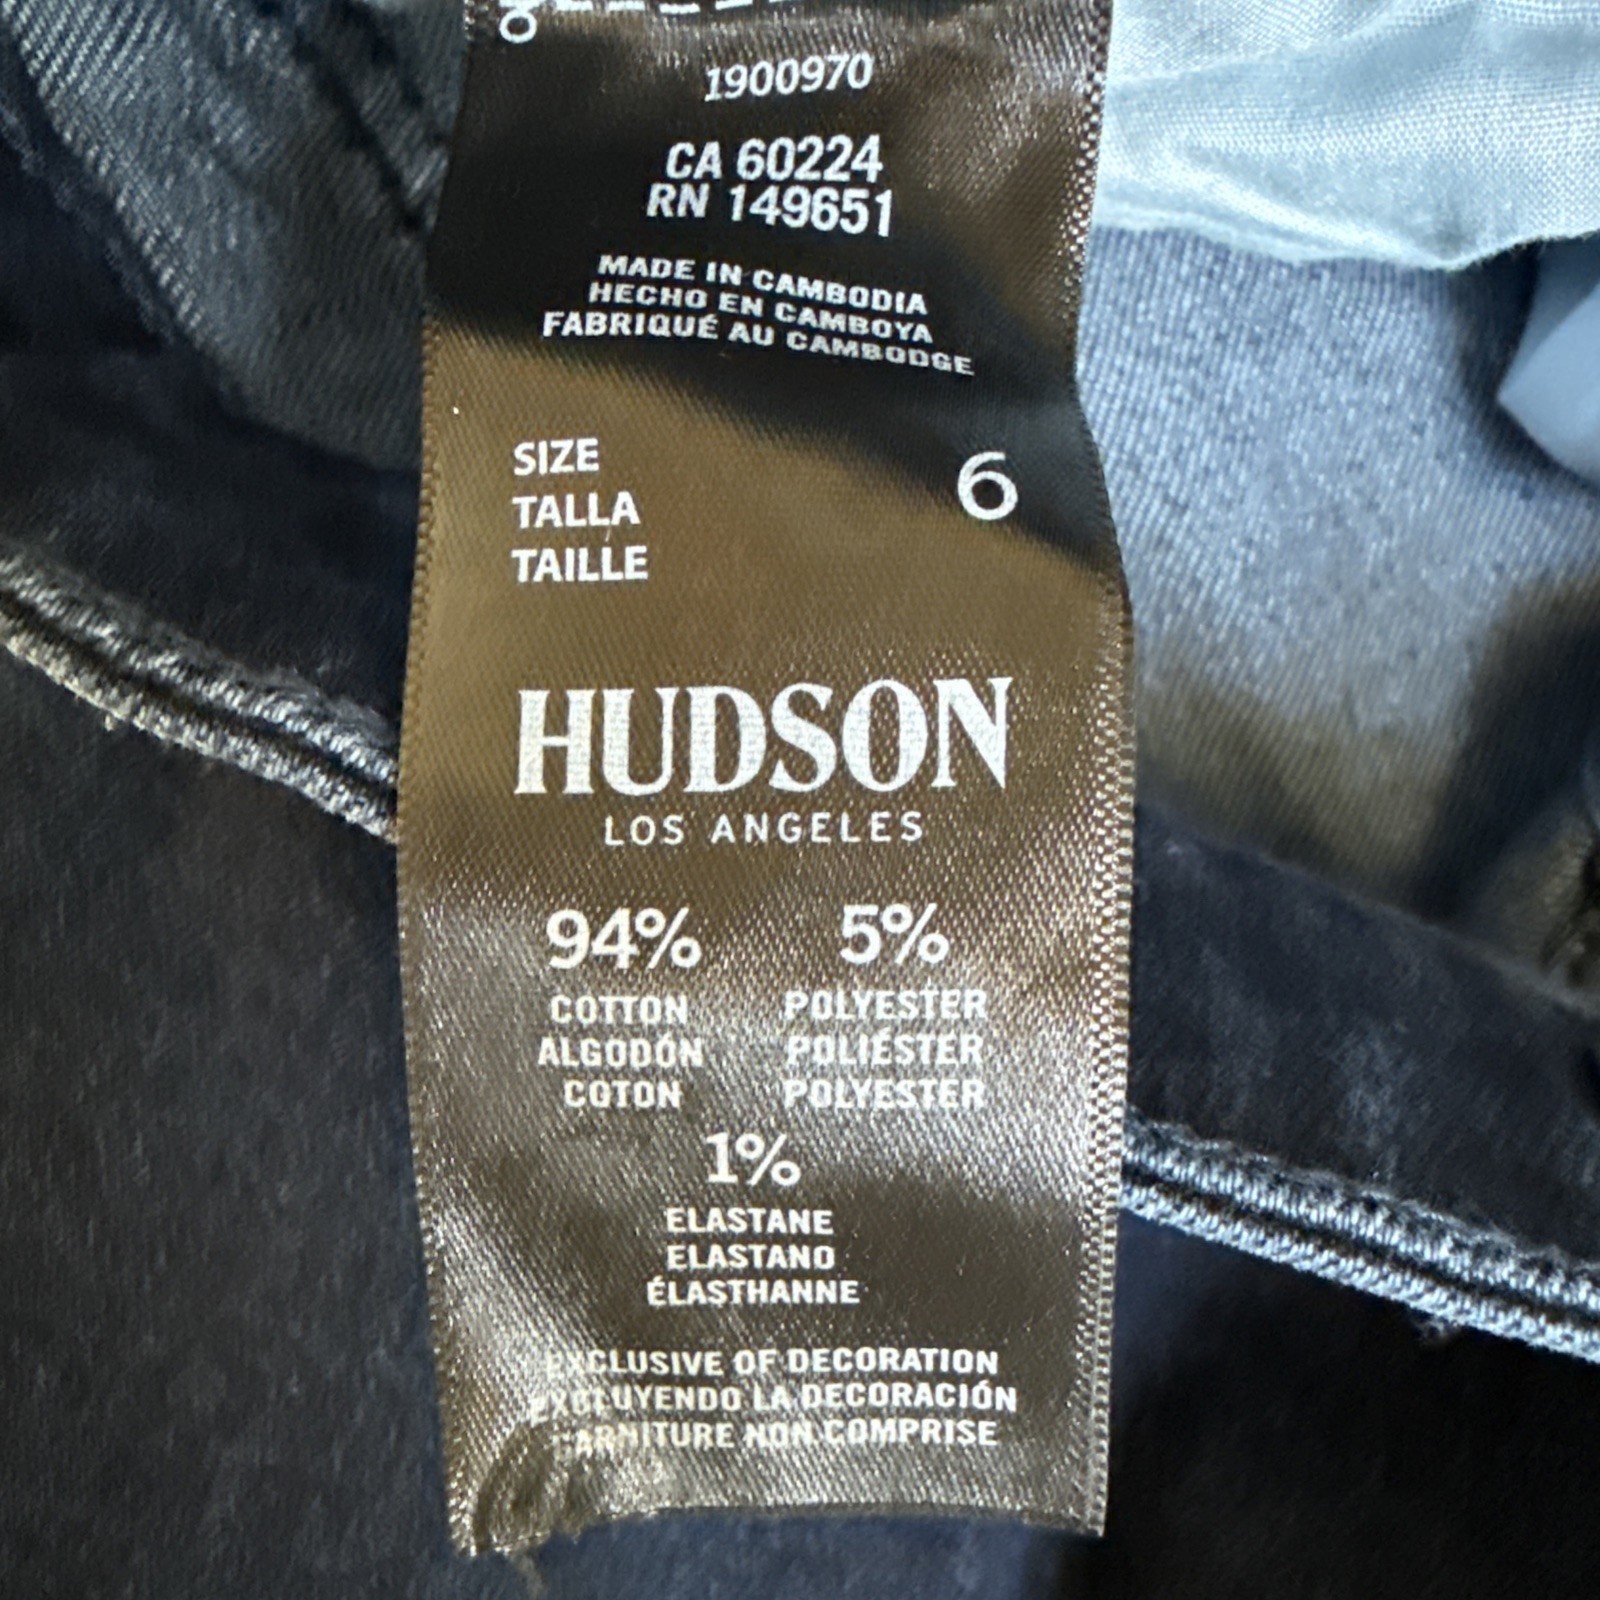 1900970
CA 60224
RN 149651
MADE IN CAMBODIA
HECHO EN CAMBOYA
FABRIQUÉ AU CAMBODGE
SIZE 6
TALLA
TAILLE
HUDSON
LOS ANGELES
94% 5%
COTTON POLYESTER
ALGODÓN POLIÉSTER
COTON POLYESTER
1%
ELASTANE
ELASTANO
ÉLASTHANNE
EXCLUSIVE OF DECORATION
EXCLUYENDO LA DECORACIÓN
GARNITURE NON COMPRISE